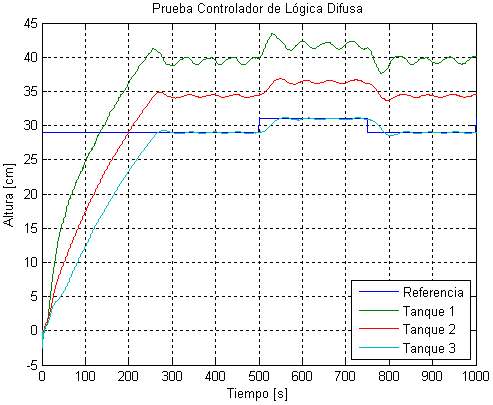 Prueba Controlador de Lógica Difusa
45
40
35
30
25
20
15
10
5
0
-5
Altura [cm]
0 100 200 300 400 500 600 700 800 900 1000
Tiempo [s]
Referencia
Tanque 1
Tanque 2
Tanque 3